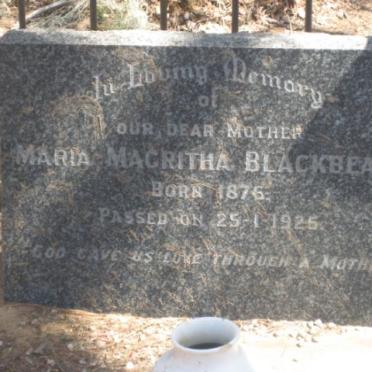 In Loving Memory
of
OUR DEAR MOTHER
MARIA MAGRITHA BLACKBEA
BORN 1876.
PASSED ON 25-1-1925
"GOD GAVE US LOVE THROUGH A MOTH